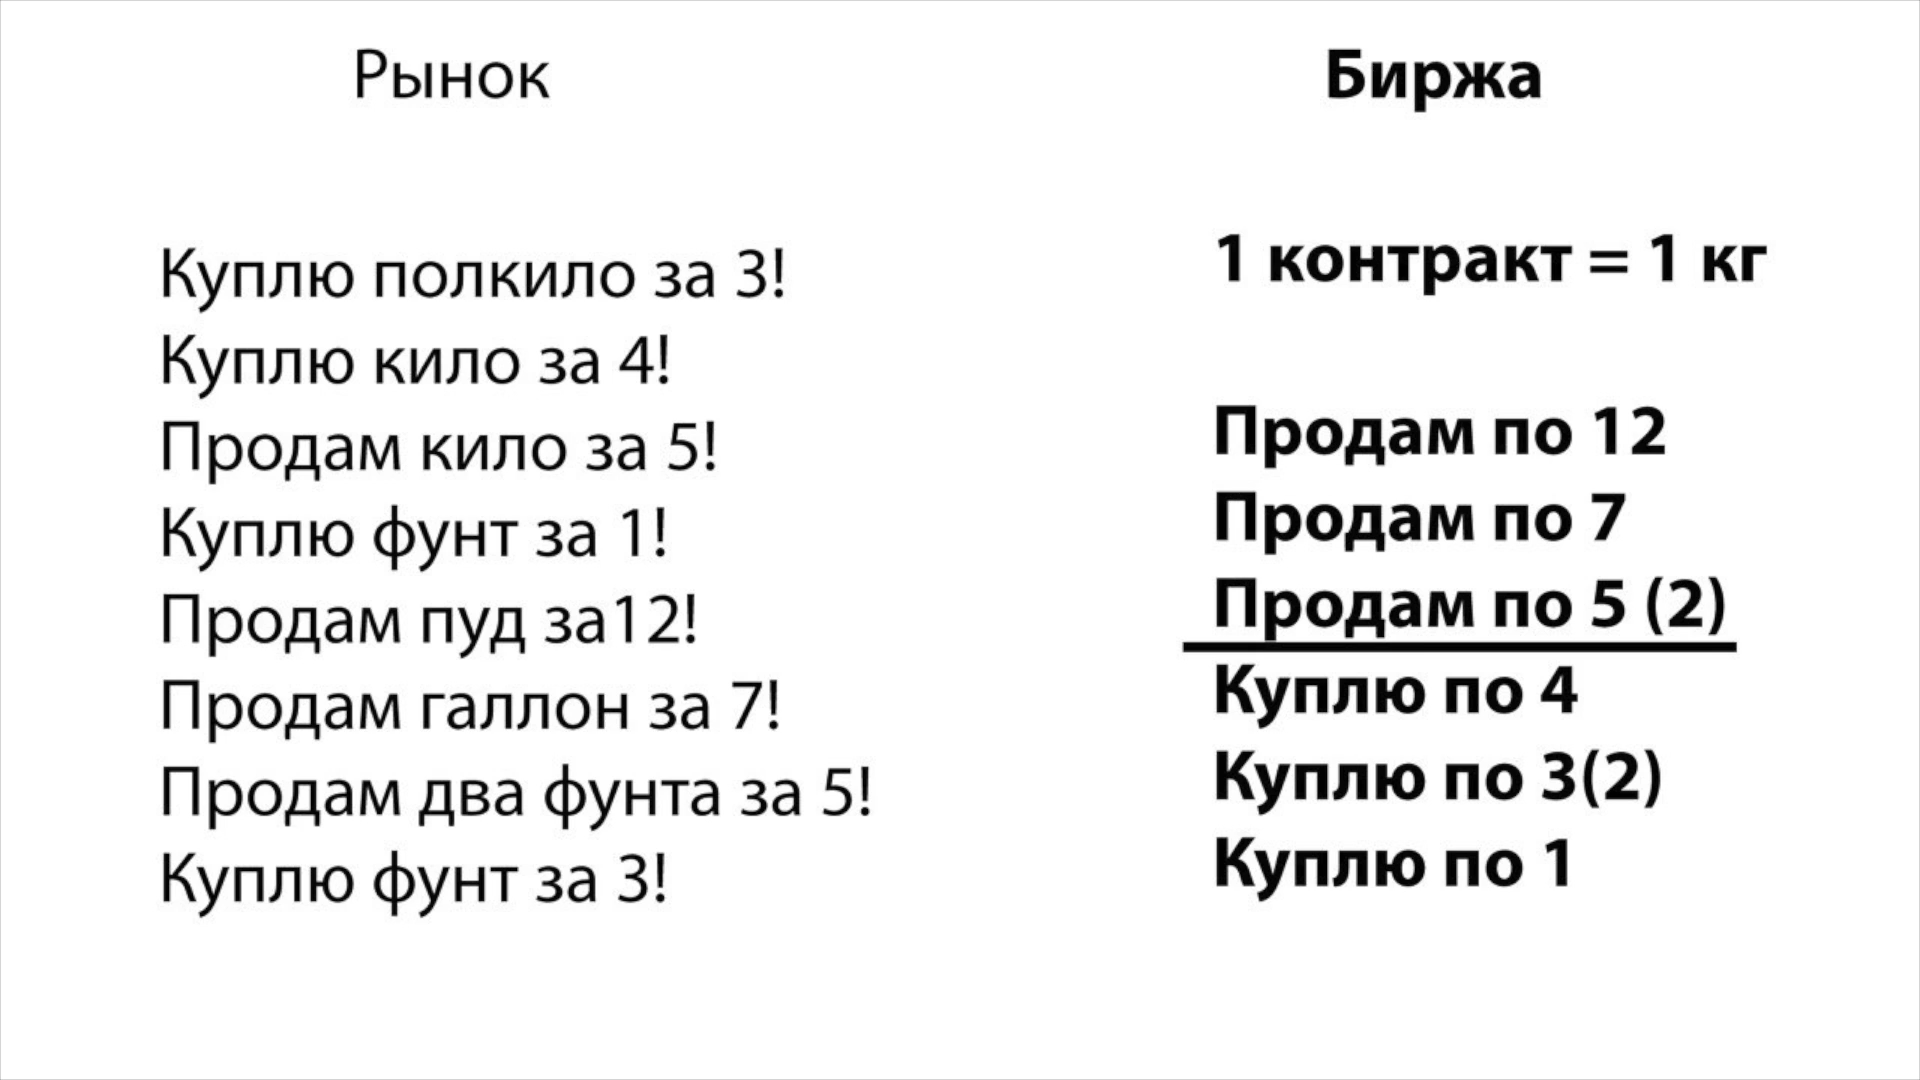 Рынок
Куплю полкило за 3!
Куплю кило за 4!
Продам кило за 5!
Куплю фунт за 1!
Продам пуд за12!
Продам галлон за 7!
Продам два фунта за 5!
Куплю фунт за 3!
Биржа
1 контракт = 1 кг
Продам по 12
Продам по 7
Продам по 5 (2)
Куплю по 4
Куплю по 3(2)
Куплю по 1